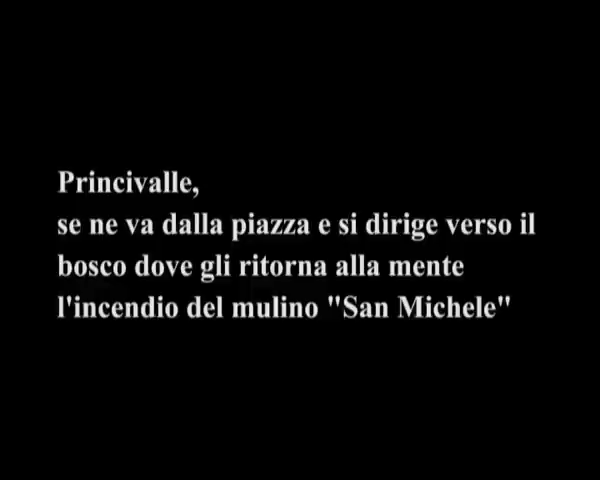 Princivalle,
se ne va dalla piazza e si dirige verso il
bosco dove gli ritorna alla mente
l'incendio del mulino "San Michele"